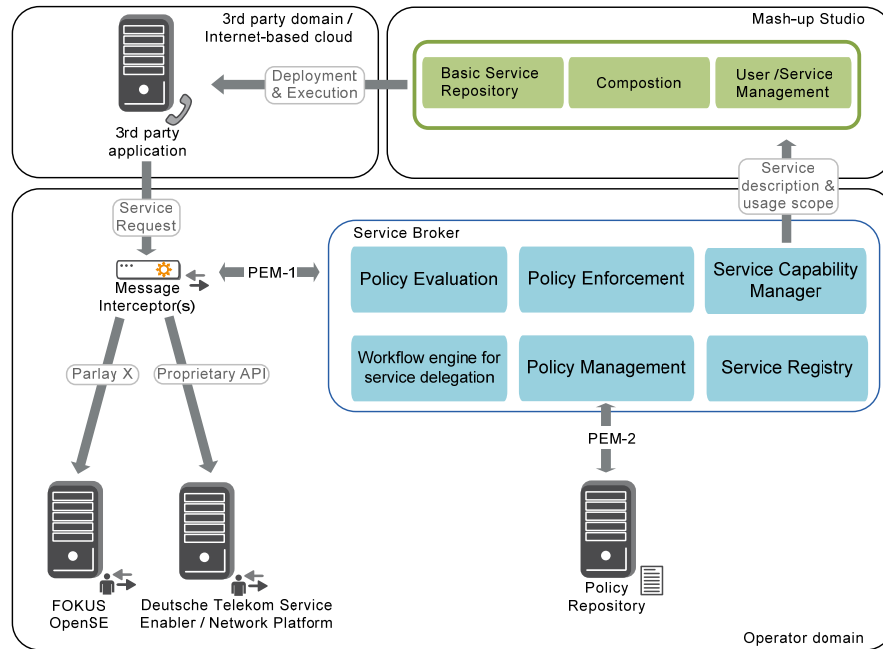 3rd party domain /
Internet-based cloud
Mash-up Studio
Deployment
& Execution
Basic Service
Repository
Compostion
User /Service
Management
3rd party
application
Service
Request
Service
description &
usage scope
Service Broker
Message
Interceptor(s)
PEM-1
Policy Evaluation
Policy Enforcement
Service Capability
Manager
Parlay X
Proprietary API
Workflow engine for
service delegation
Policy Management
Service Registry
PEM-2
FOKUS
OpenSE
Deutsche Telekom Service
Enabler / Network Platform
Policy
Repository
Operator domain